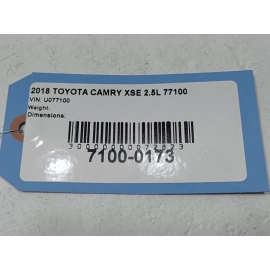 2018 TOYOTA CAMRY XSE 2.5L 77100
VIN: U077100
Weight:
Dimensions:
7100-0173